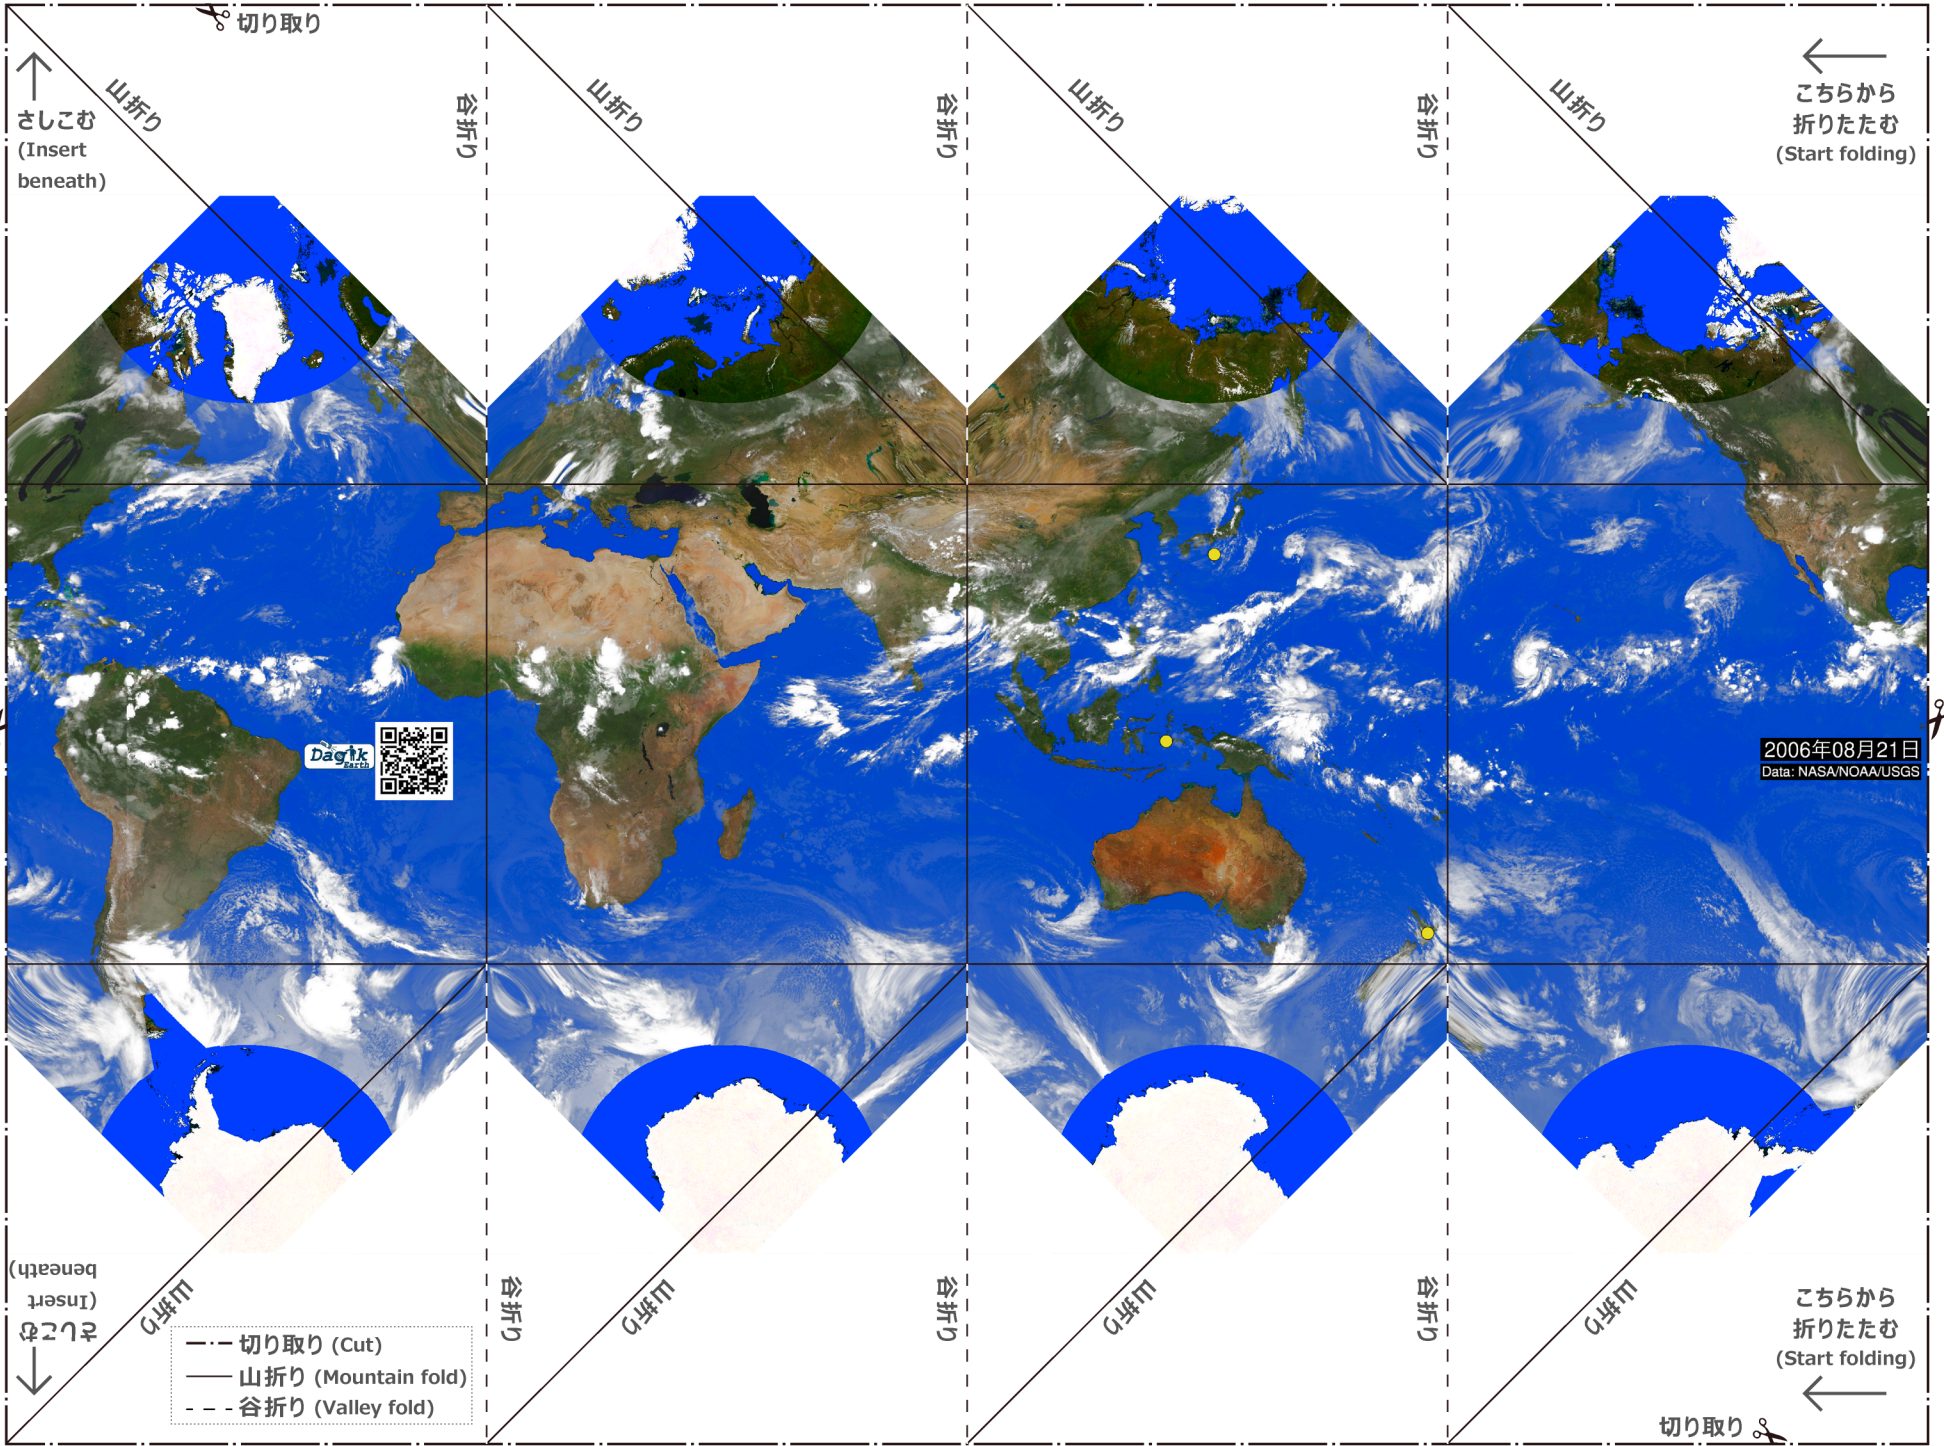 切り取り
さしこむ
(Insert
beneath)
山折り
谷折り
山折り
谷折り
山折り
谷折り
山折り
こちらから
折りたたむ
(Start folding)
Dagik
Earth
2006年08月21日
Data: NASA/NOAA/USGS
さしこむ
(Insert
beneath)
山折り
谷折り
山折り
谷折り
山折り
谷折り
山折り
こちらから
折りたたむ
(Start folding)
切り取り (Cut)
山折り (Mountain fold)
谷折り (Valley fold)
切り取り